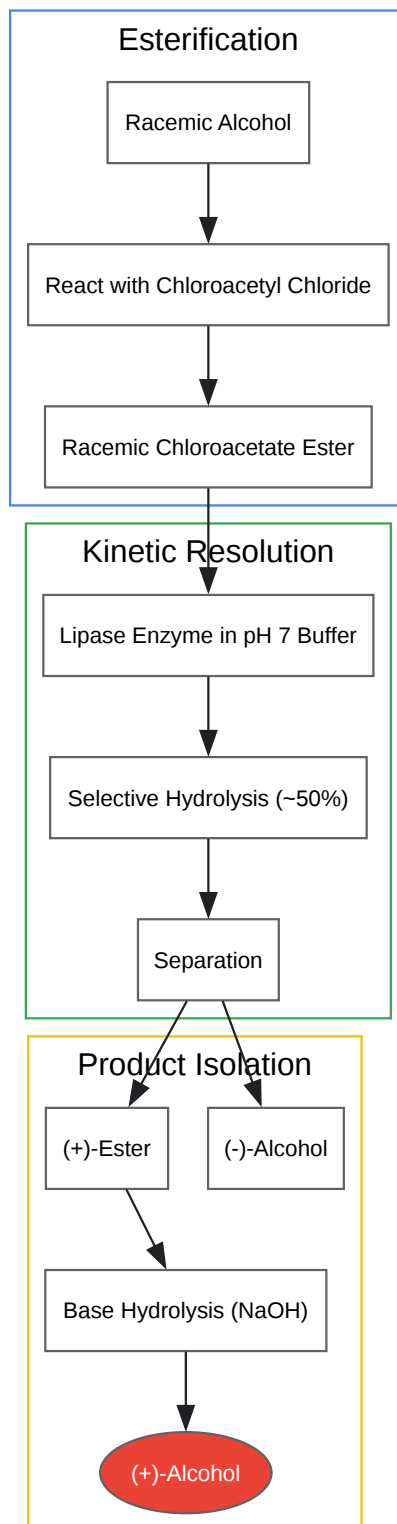 Esterification
Racemic Alcohol
React with Chloroacetyl Chloride
Racemic Chloroacetate Ester
Kinetic Resolution
Lipase Enzyme in pH 7 Buffer
Selective Hydrolysis (~50%)
Separation
Product Isolation
(+)-Ester
(-)-Alcohol
Base Hydrolysis (NaOH)
(+)-Alcohol